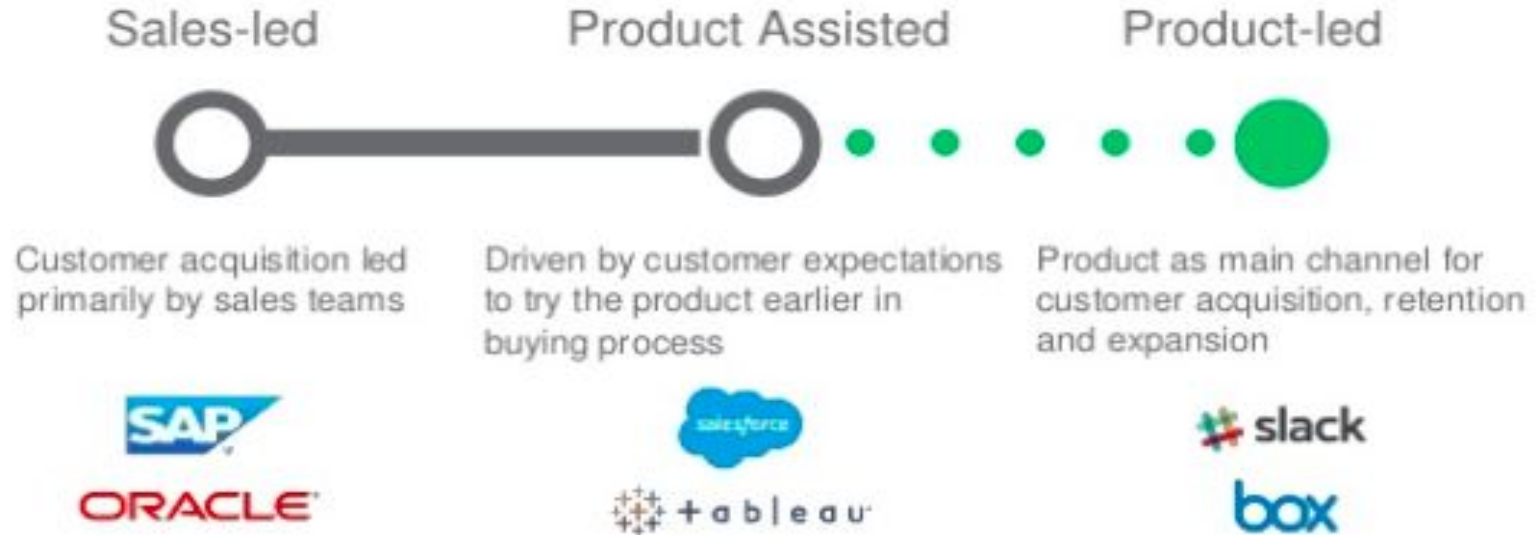 Sales-led
Product Assisted
Product-led
Customer acquisition led
primarily by sales teams
Driven by customer expectations
to try the product earlier in
buying process
Product as main channel for
customer acquisition, retention
and expansion
SAP
ORACLE
salesforce
+ableau
slack
box